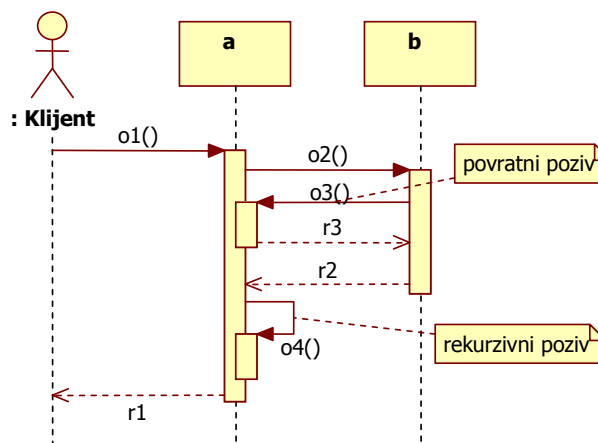 a
b
: Klijent
o1()
o2()
povratni poziv
o3()
r3
r2
o4()
rekurzivni poziv
r1